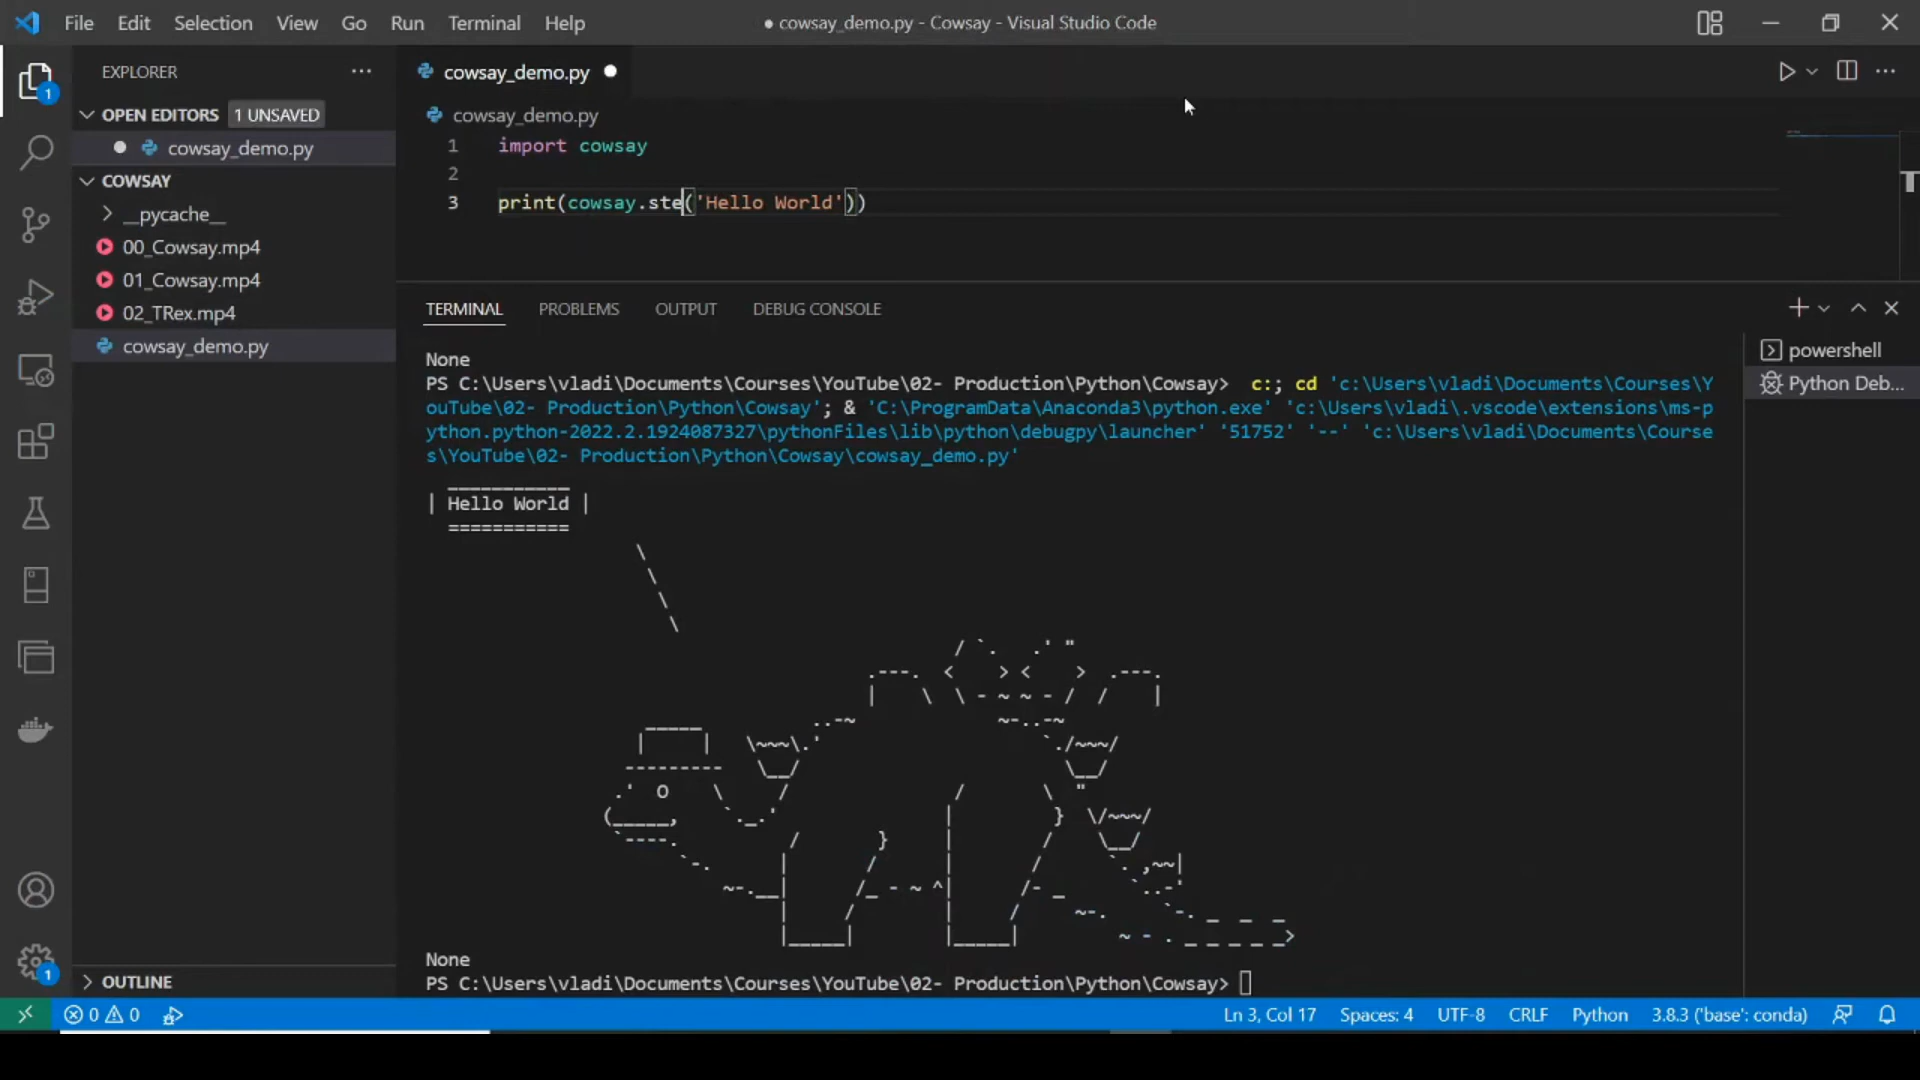 File Edit Selection View Go Run Terminal Help
● cowsay_demo.py - Cowsay - Visual Studio Code
EXPLORER
OPEN EDITORS 1 UNSAVED
cowsay_demo.py
COWSAY
__pycache__
00_Cowsay.mp4
01_Cowsay.mp4
02_TRex.mp4
cowsay_demo.py
OUTLINE
1
1
cowsay_demo.py
cowsay_demo.py
1 import cowsay
2
3 print(cowsay.ste('Hello World'))
TERMINAL PROBLEMS OUTPUT DEBUG CONSOLE
powershell
Python Deb...
None
PS C:\Users\vladi\Documents\Courses\YouTube\02- Production\Python\Cowsay> c:; cd 'c:\Users\vladi\Documents\Courses\Y
ouTube\02- Production\Python\Cowsay'; & 'C:\ProgramData\Anaconda3\python.exe' 'c:\Users\vladi\.vscode\extensions\ms-p
ython.python-2022.2.1924087327\pythonFiles\lib\python\debugpy\launcher' '51752' '--' 'c:\Users\vladi\Documents\Course
s\YouTube\02- Production\Python\Cowsay\cowsay_demo.py'
| Hello World |
===========
None
PS C:\Users\vladi\Documents\Courses\YouTube\02- Production\Python\Cowsay>
0 0
Ln 3, Col 17 Spaces: 4 UTF-8 CRLF Python 3.8.3 ('base': conda)